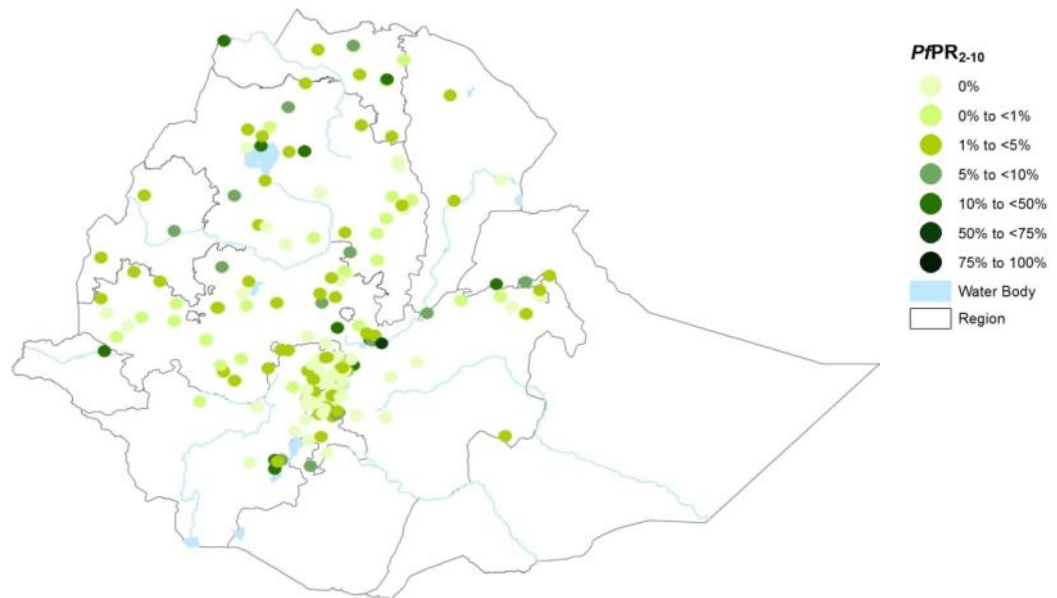 PfPR2-10
0%
0% to <1%
1% to <5%
5% to <10%
10% to <50%
50% to <75%
75% to 100%
Water Body
Region